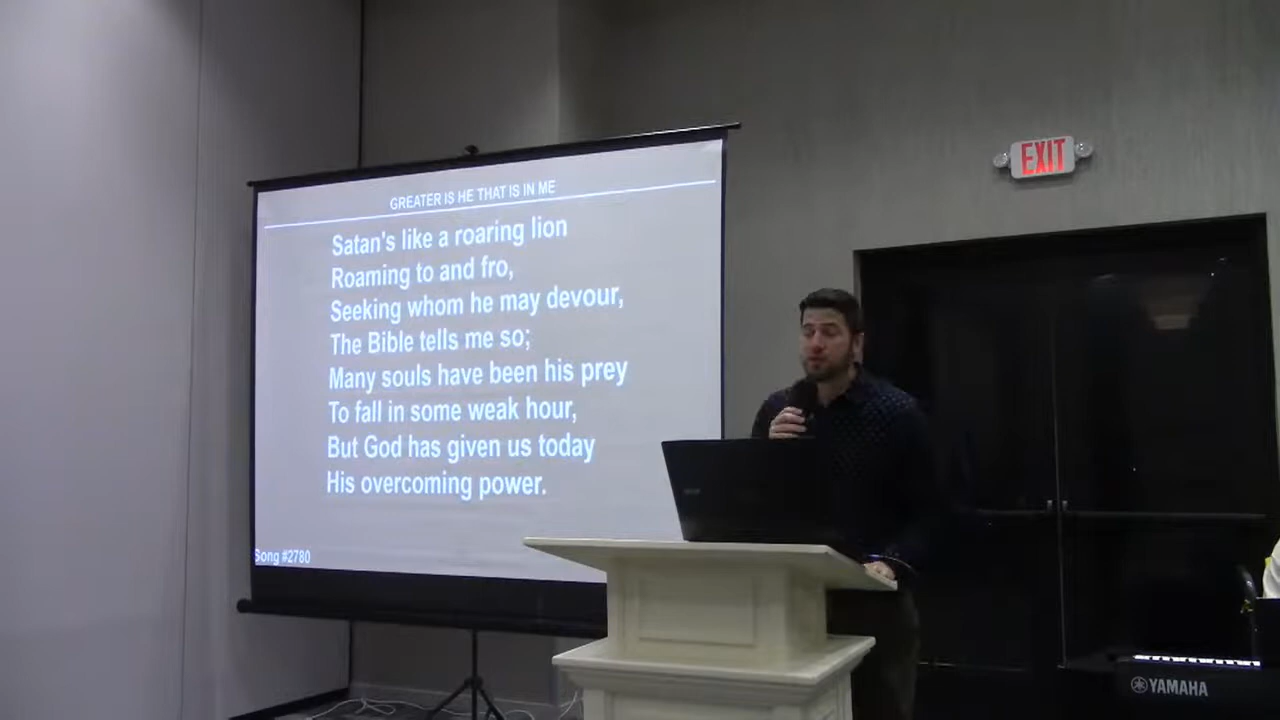 GREATER IS HE THAT IS IN ME
Satan's like a roaring lion
Roaming to and fro,
Seeking whom he may devour,
The Bible tells me so;
Many souls have been his prey
To fall in some weak hour,
But God has given us today
His overcoming power.
Song #2780
EXIT
YAMAHA